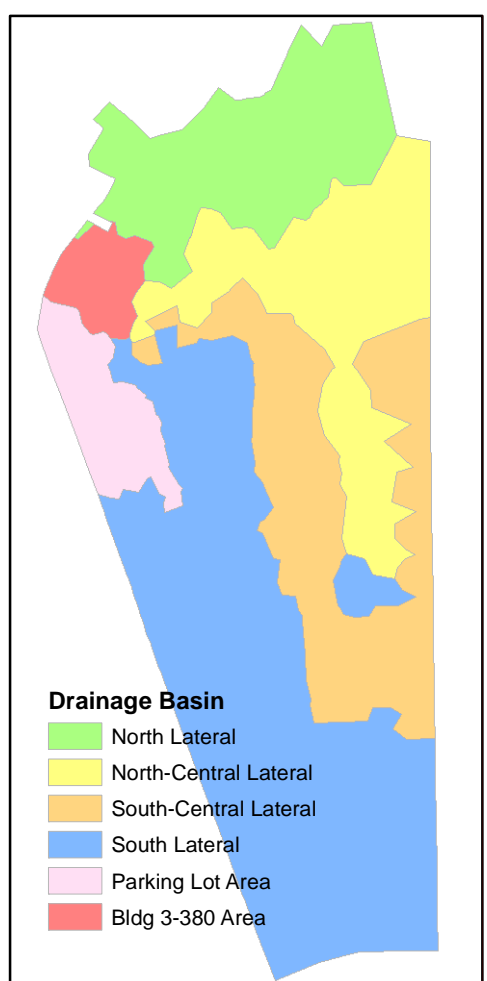 Drainage Basin
North Lateral
North-Central Lateral
South-Central Lateral
South Lateral
Parking Lot Area
Bldg 3-380 Area